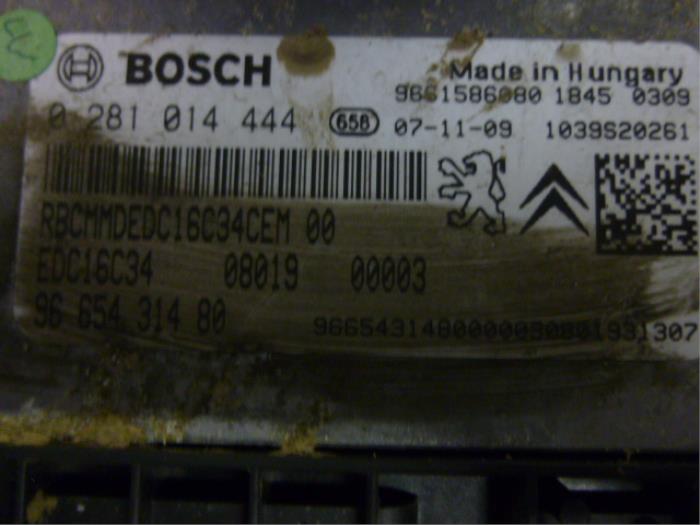 BOSCH
Made in Hungary
9661586080 1845 0309
0 281 014 444 658 07-11-09 1039S20261
RBCMMDEDC16C34CEM 00
EDC16C34 08019 00003
96 654 314 80
9665431480000030801931307